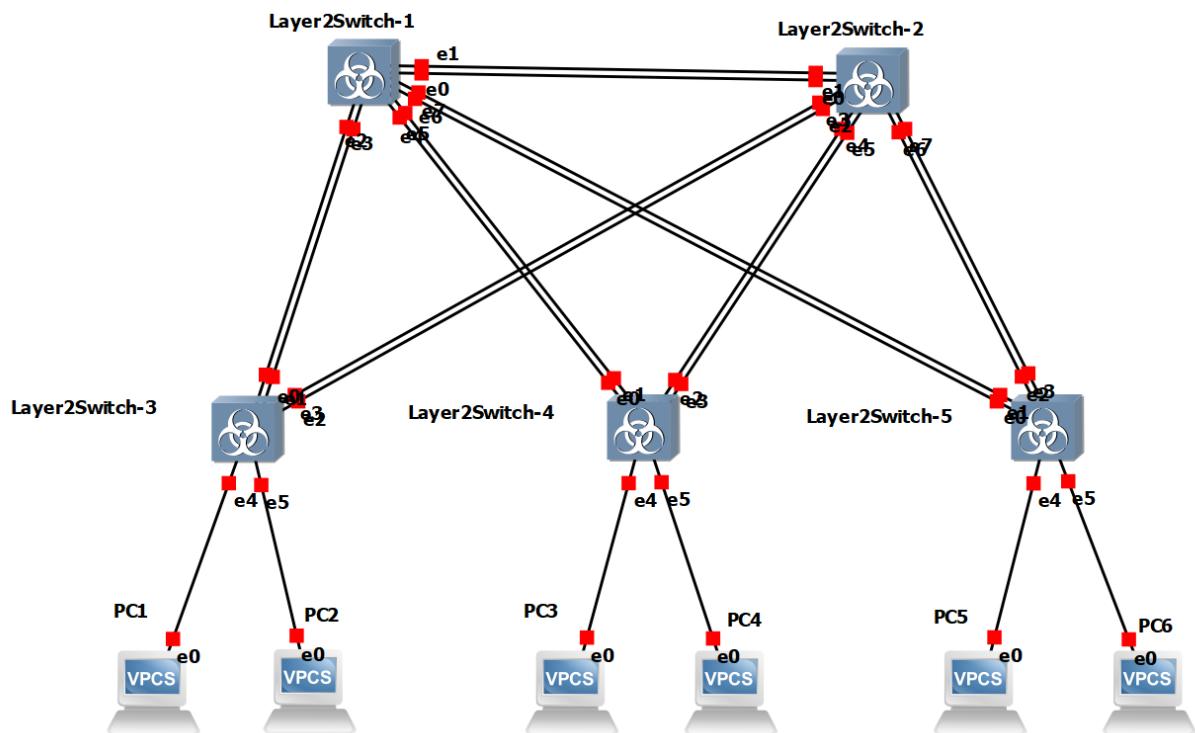 Layer2Switch-1
Layer2Switch-2
e1
e0
e7
e6
e5
e4
e2
e3
e1
e0
e3
e2
e4
e5
e7
e6
Layer2Switch-3
e0
e1
e3
e2
Layer2Switch-4
e1
e0
e2
e3
Layer2Switch-5
e1
e0
e3
e2
e4
e5
e4
e5
e4
e5
PC1
PC2
PC3
PC4
PC5
PC6
e0
e0
e0
e0
e0
e0
VPCS
VPCS
VPCS
VPCS
VPCS
VPCS